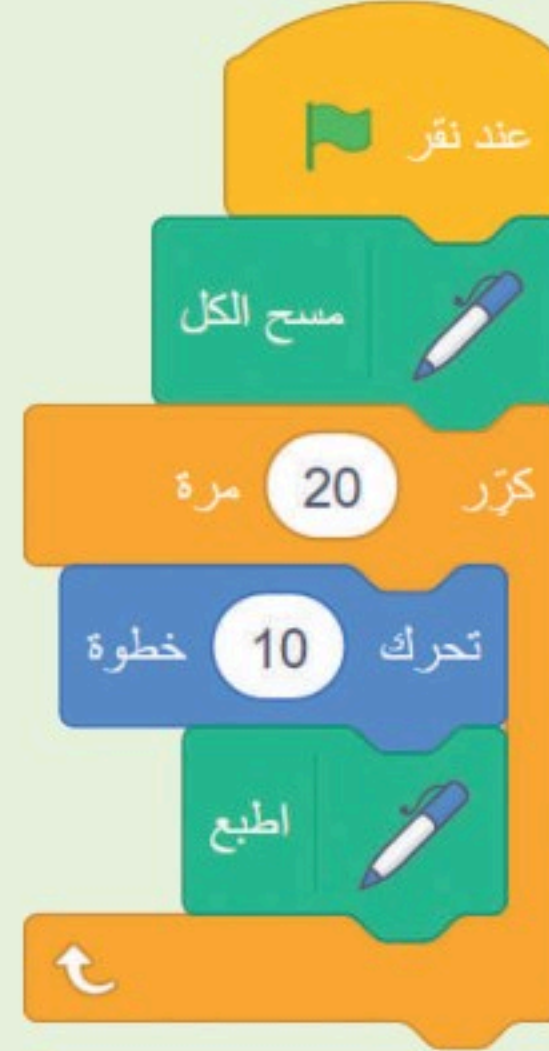 عند نقر
مسح الكل
كرّر 20 مرة
تحرك 10 خطوة
اطبع